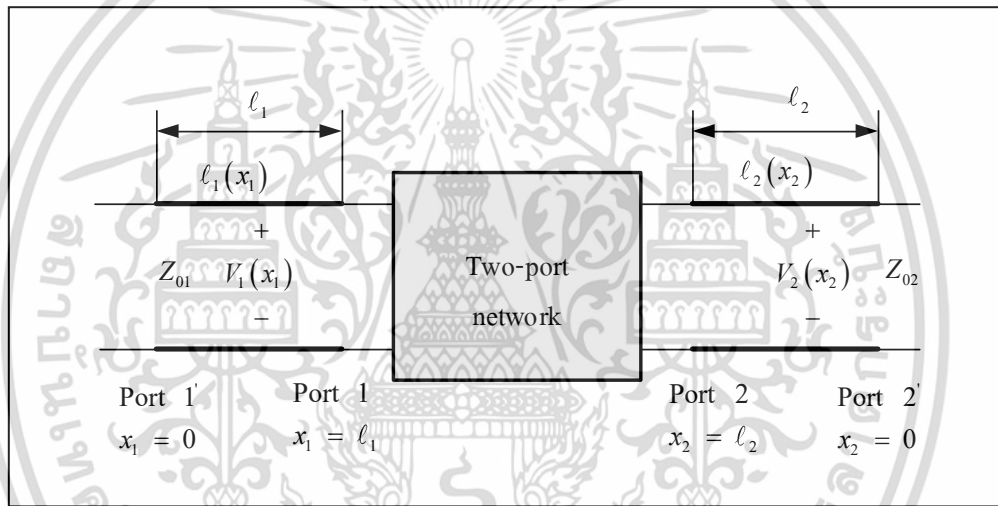 ℓ₁
ℓ₂
ℓ₁(x₁)
ℓ₂(x₂)
+
+
Z₀₁ V₁(x₁)
Two-port
network
V₂(x₂) Z₀₂
−
−
Port 1'
x₁ = 0
Port 1
x₁ = ℓ₁
Port 2
x₂ = ℓ₂
Port 2'
x₂ = 0